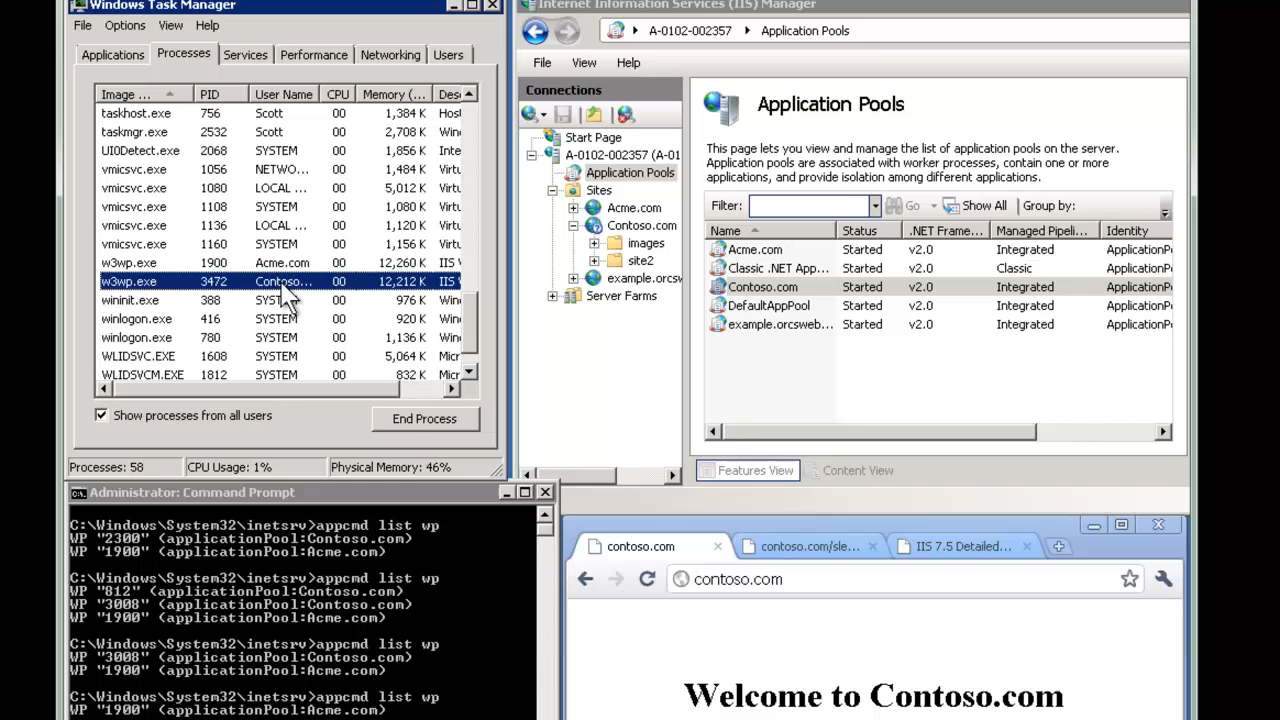 Windows Task Manager
File Options View Help
Applications Processes Services Performance Networking Users
Image ... PID User Name CPU Memory (... Des
taskhost.exe 756 Scott 00 1,384 K Hos
taskmgr.exe 2532 Scott 00 2,708 K Win
UI0Detect.exe 2068 SYSTEM 00 1,856 K Inte
vmicsvc.exe 1056 NETWO... 00 1,484 K Virtu
vmicsvc.exe 1080 LOCAL ... 00 5,012 K Virtu
vmicsvc.exe 1108 SYSTEM 00 1,080 K Virtu
vmicsvc.exe 1136 LOCAL ... 00 1,120 K Virtu
vmicsvc.exe 1160 SYSTEM 00 1,156 K Virtu
w3wp.exe 1900 Acme.com 00 12,260 K IIS
w3wp.exe 3472 Contoso... 00 12,212 K IIS
wininit.exe 388 SYSTEM 00 976 K Win
winlogon.exe 416 SYSTEM 00 920 K Win
winlogon.exe 780 SYSTEM 00 1,136 K Win
WLIDSVC.EXE 1608 SYSTEM 00 5,064 K Micr
WLIDSVCM.EXE 1812 SYSTEM 00 832 K Micr
Show processes from all users End Process
Processes: 58 CPU Usage: 1% Physical Memory: 46%
Internet Information Services (IIS) Manager
A-0102-002357 Application Pools
File View Help
Connections
Start Page
A-0102-002357 (A-01
Application Pools
Sites
Acme.com
Contoso.com
images
site2
example.orcsw
Server Farms
Application Pools
This page lets you view and manage the list of application pools on the server.
Application pools are associated with worker processes, contain one or more
applications, and provide isolation among different applications.
Filter: Go Show All Group by:
Name Status .NET Frame... Managed Pipeli... Identity
Acme.com Started v2.0 Integrated ApplicationP
Classic .NET App... Started v2.0 Classic ApplicationP
Contoso.com Started v2.0 Integrated ApplicationP
DefaultAppPool Started v2.0 Integrated ApplicationP
example.orcsweb... Started v2.0 Integrated ApplicationP
Features View Content View
Administrator: Command Prompt
C:\Windows\System32\inetsrv>appcmd list wp
WP "2300" (applicationPool:Contoso.com)
WP "1900" (applicationPool:Acme.com)
C:\Windows\System32\inetsrv>appcmd list wp
WP "812" (applicationPool:Contoso.com)
WP "3008" (applicationPool:Contoso.com)
WP "1900" (applicationPool:Acme.com)
C:\Windows\System32\inetsrv>appcmd list wp
WP "3008" (applicationPool:Contoso.com)
WP "1900" (applicationPool:Acme.com)
C:\Windows\System32\inetsrv>appcmd list wp
WP "1900" (applicationPool:Acme.com)
contoso.com contoso.com/sle... IIS 7.5 Detailed...
contoso.com
Welcome to Contoso.com